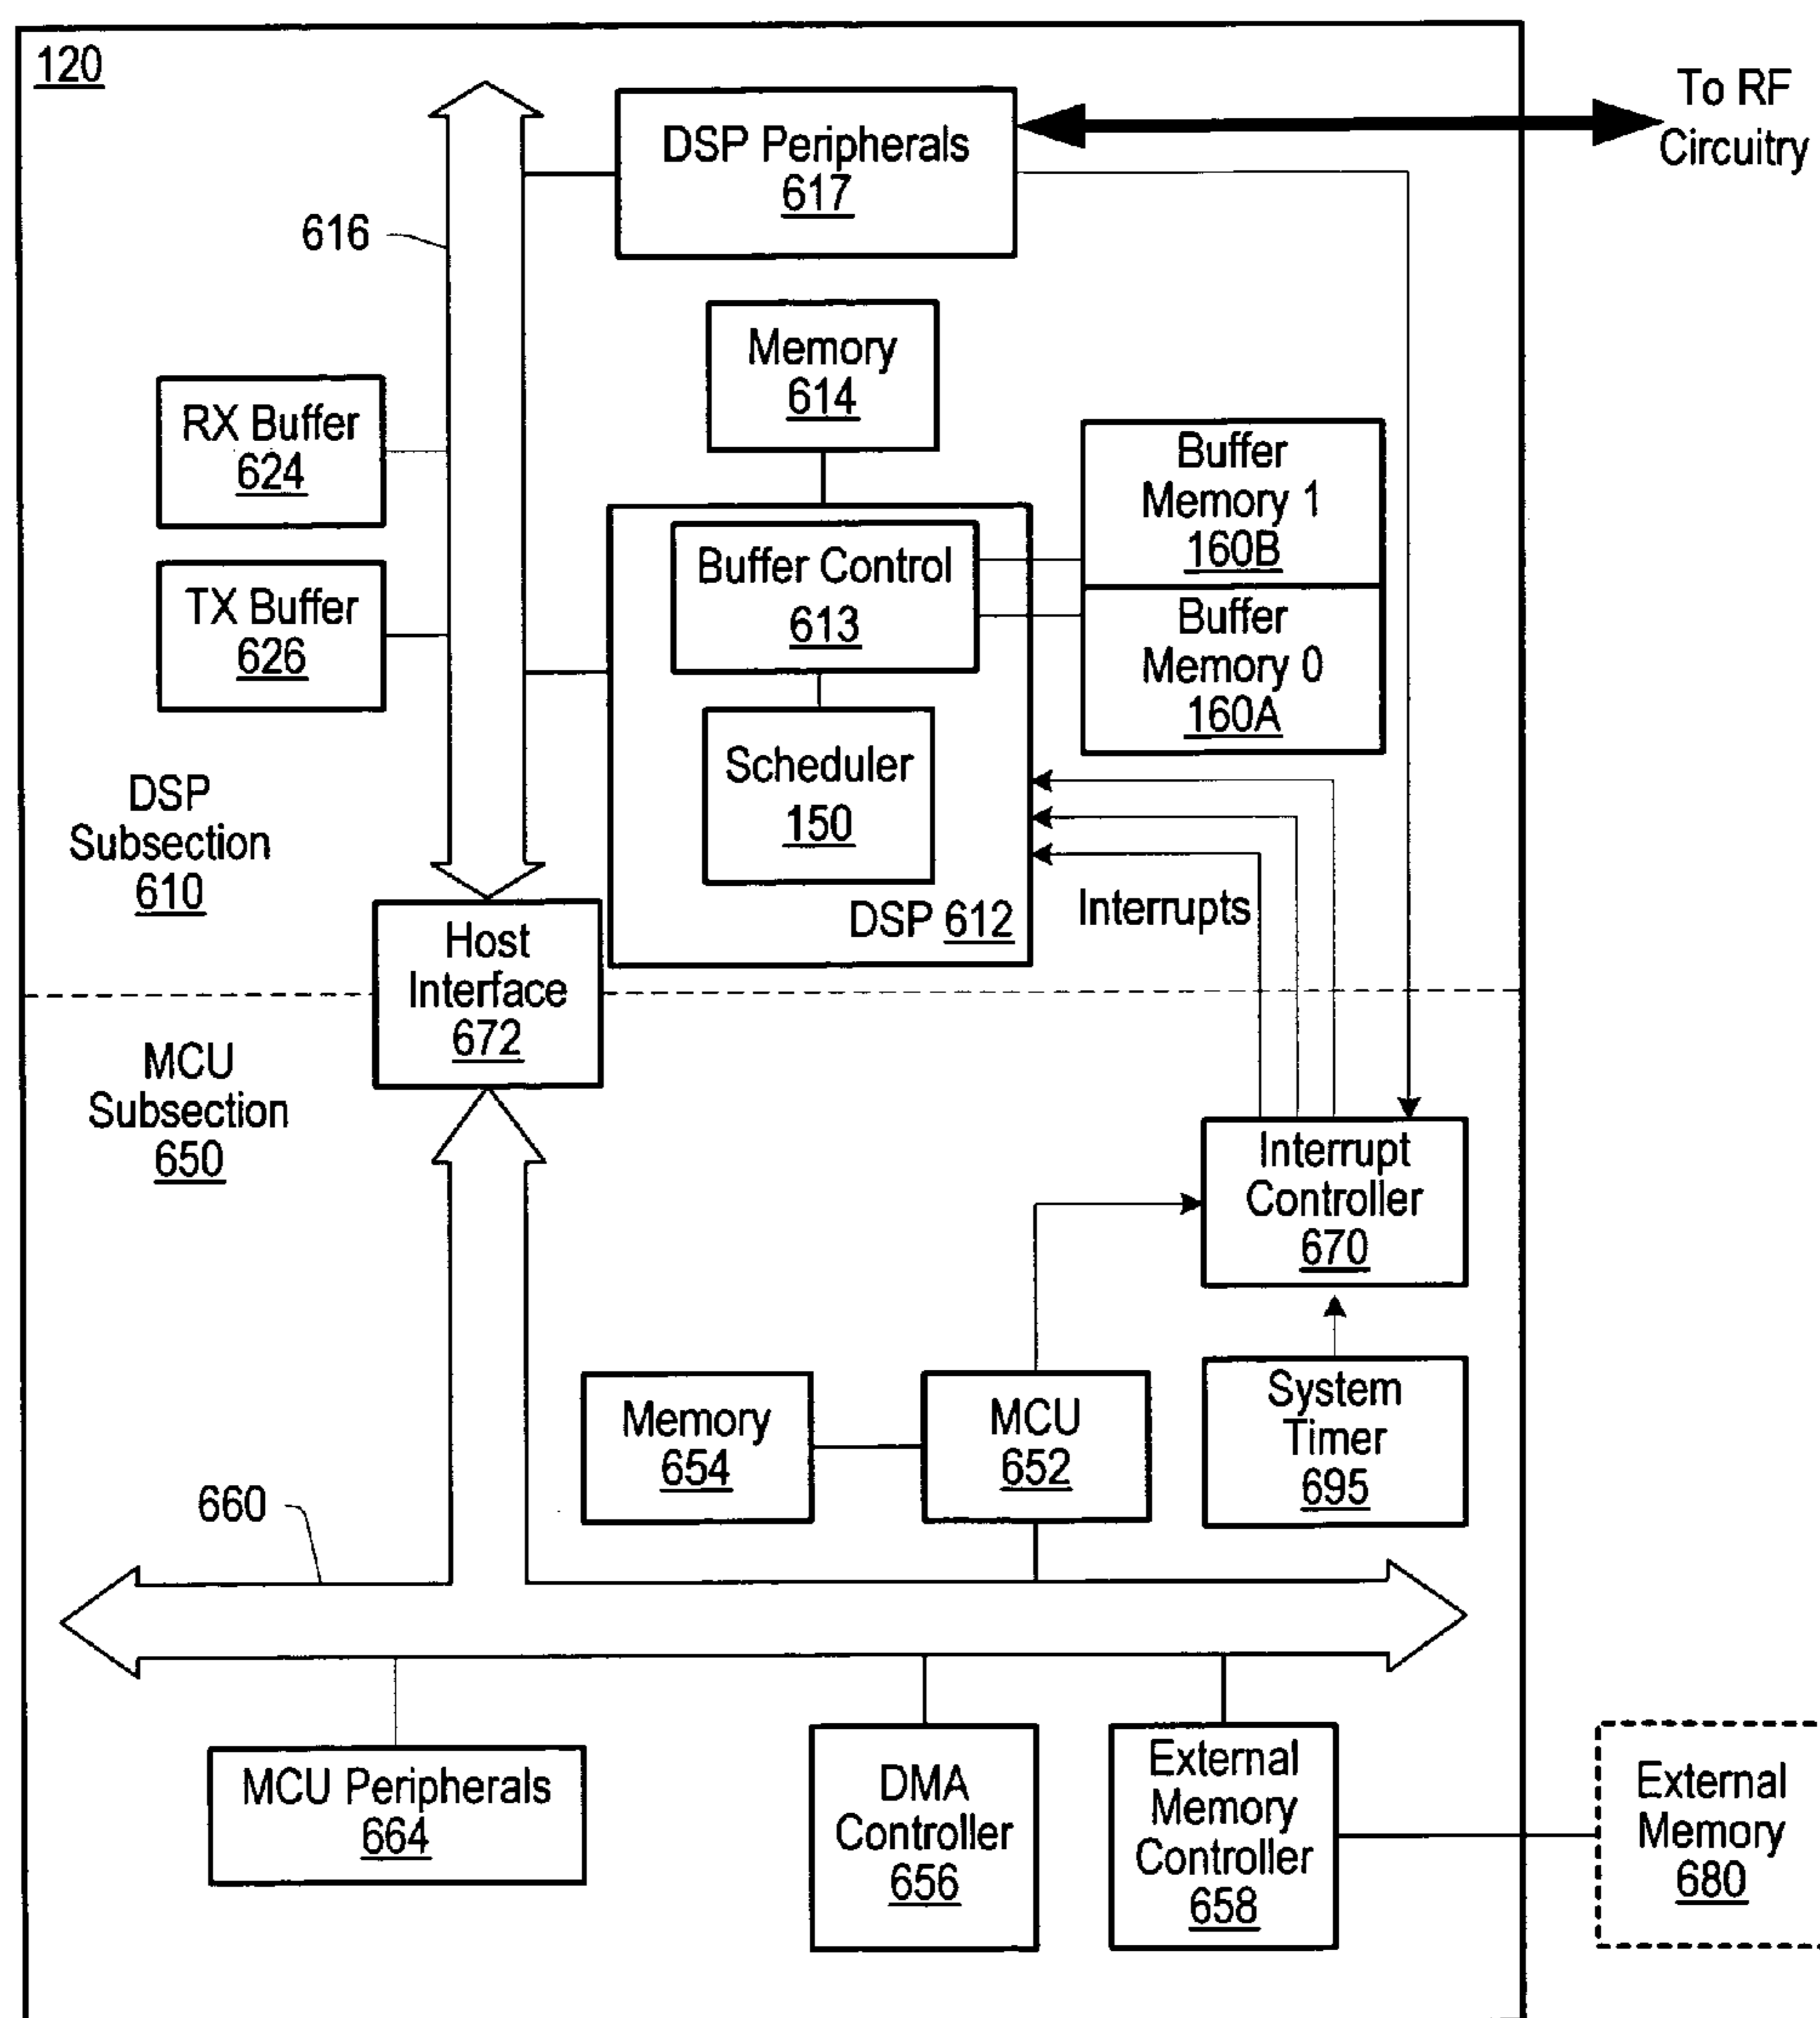 120
To RF
Circuitry
DSP Peripherals
617
616
Memory
614
RX Buffer
624
Buffer
Memory 1
160B
Buffer Control
613
TX Buffer
626
Buffer
Memory 0
160A
Scheduler
150
DSP
Subsection
610
Interrupts
DSP 612
Host
Interface
672
MCU
Subsection
650
Interrupt
Controller
670
System
Timer
695
Memory
654
MCU
652
660
MCU Peripherals
664
DMA
Controller
656
External
Memory
Controller
658
External
Memory
680